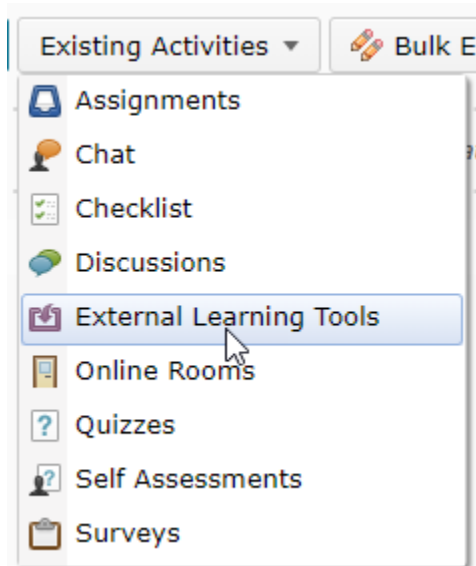 Existing Activities Bulk E
Assignments
Chat
Checklist
Discussions
External Learning Tools
Online Rooms
Quizzes
Self Assessments
Surveys